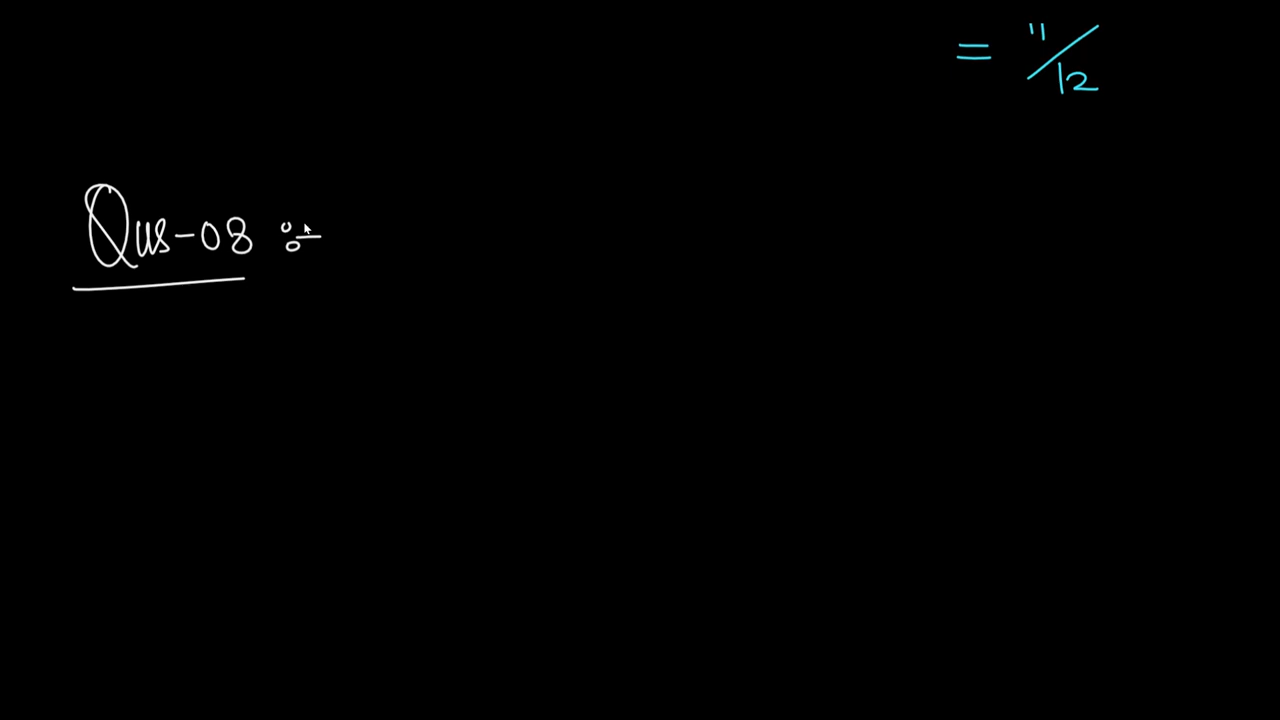 = 11/12
Qus-08 :-